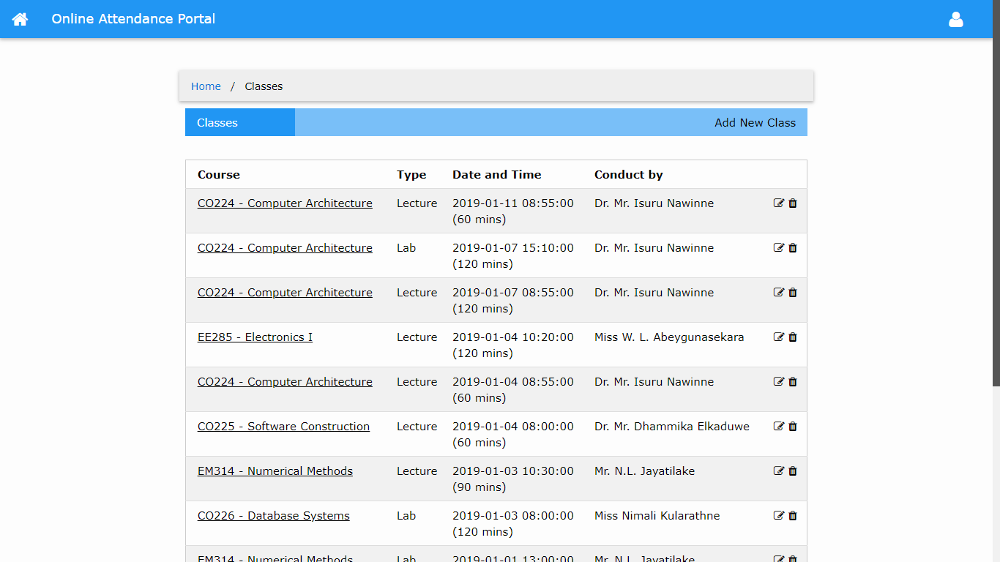 Online Attendance Portal
Home / Classes
Classes Add New Class
Course Type Date and Time Conduct by
CO224 - Computer Architecture Lecture 2019-01-11 08:55:00 Dr. Mr. Isuru Nawinne
(60 mins)
CO224 - Computer Architecture Lab 2019-01-07 15:10:00 Dr. Mr. Isuru Nawinne
(120 mins)
CO224 - Computer Architecture Lecture 2019-01-07 08:55:00 Dr. Mr. Isuru Nawinne
(120 mins)
EE285 - Electronics I Lecture 2019-01-04 10:20:00 Miss W. L. Abeygunasekara
(120 mins)
CO224 - Computer Architecture Lecture 2019-01-04 08:55:00 Dr. Mr. Isuru Nawinne
(60 mins)
CO225 - Software Construction Lecture 2019-01-04 08:00:00 Dr. Mr. Dhammika Elkaduwe
(60 mins)
EM314 - Numerical Methods Lecture 2019-01-03 10:30:00 Mr. N.L. Jayatilake
(90 mins)
CO226 - Database Systems Lab 2019-01-03 08:00:00 Miss Nimali Kularathne
(120 mins)
EM314 - Numerical Methods Lab 2019-01-01 13:00:00 Mr. N.L. Jayatilake